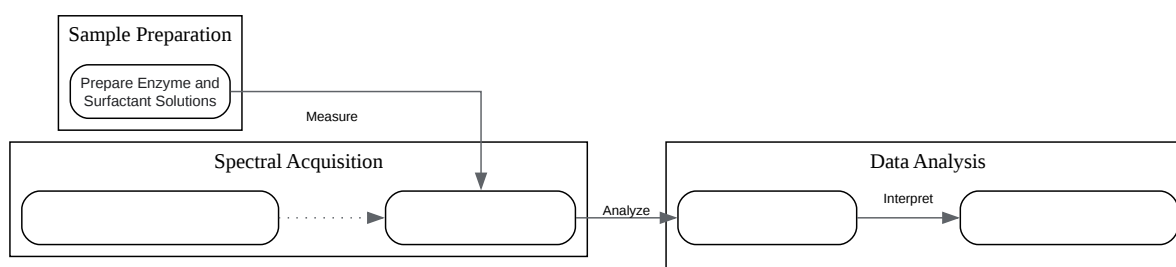 Sample Preparation
Prepare Enzyme and
Surfactant Solutions
Measure
Spectral Acquisition
Analyze
Data Analysis
Interpret